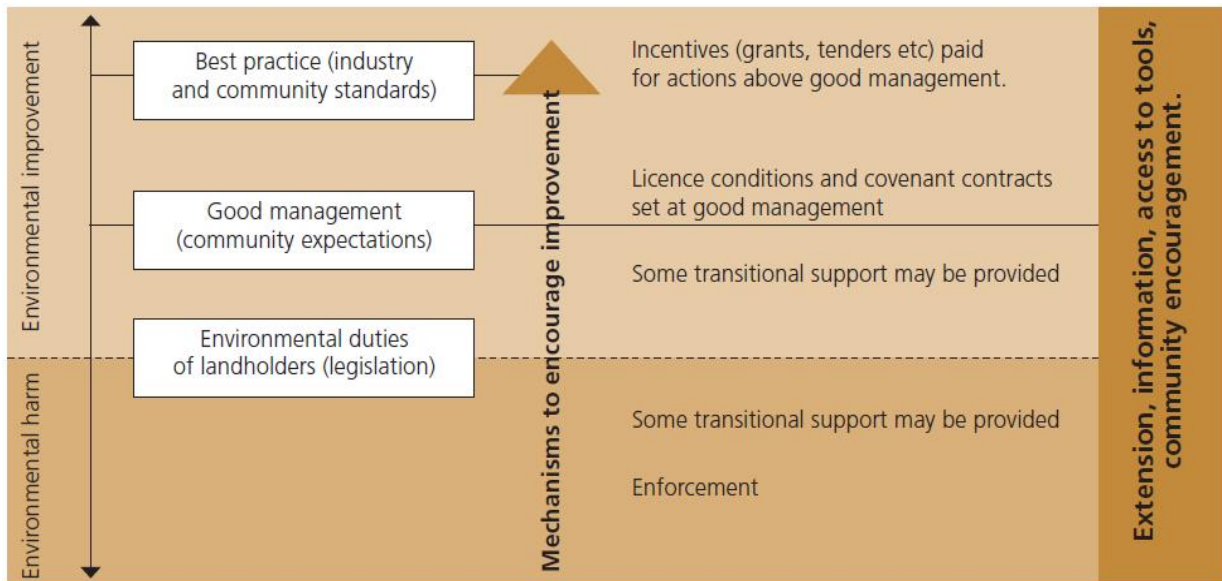 Environmental improvement
Environmental harm
Best practice (industry
and community standards)
Good management
(community expectations)
Environmental duties
of landholders (legislation)
Mechanisms to encourage improvement
Incentives (grants, tenders etc) paid
for actions above good management.
Licence conditions and covenant contracts
set at good management
Some transitional support may be provided
Some transitional support may be provided
Enforcement
Extension, information, access to tools,
community encouragement.